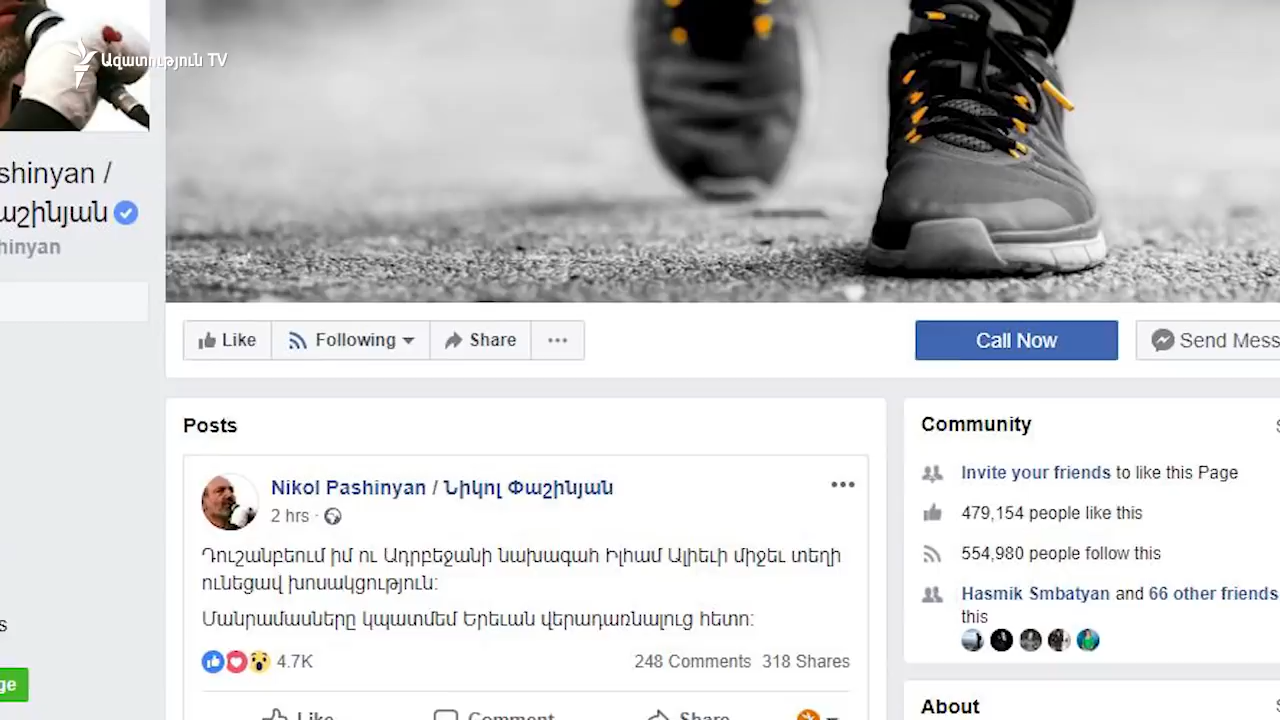 Ազատություն TV
shinyan /
աշինյան
hinyan
Like
Following
Share
Call Now
Send Mess
Posts
Community
Nikol Pashinyan / Նիկոլ Փաշինյան
2 hrs
Դուշանբեում իմ ու Ադրբեջանի նախագահ Իլհամ Ալիեւի միջեւ տեղի
ունեցավ խոսակցություն:
Մանրամասները կպատմեմ Երեւան վերադառնալուց հետո:
4.7K
248 Comments 318 Shares
Like
Comment
Share
Invite your friends to like this Page
479,154 people like this
554,980 people follow this
Hasmik Smbatyan and 66 other friends
this
About
s
ge